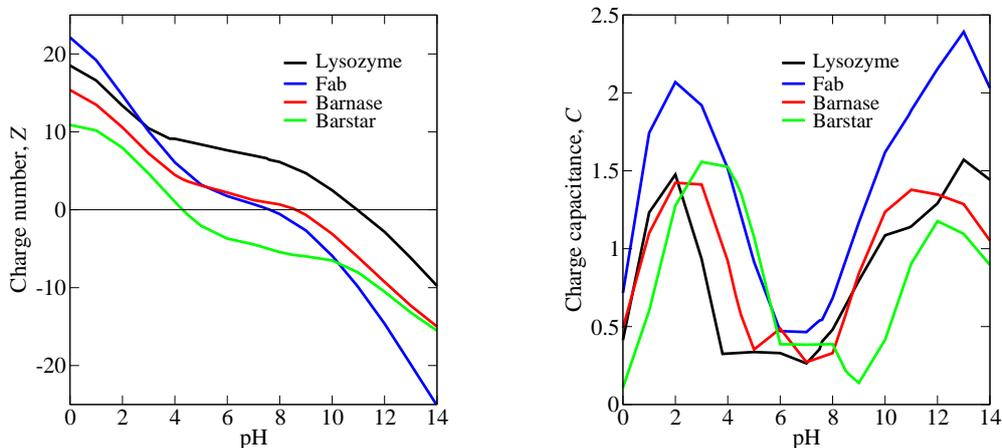 Charge number, Z
20
10
0
-10
-20
Lysozyme
Fab
Barnase
Barstar
0 2 4 6 8 10 12 14
pH
Charge capacitance, C
2.5
2
1.5
1
0.5
0
Lysozyme
Fab
Barnase
Barstar
0 2 4 6 8 10 12 14
pH